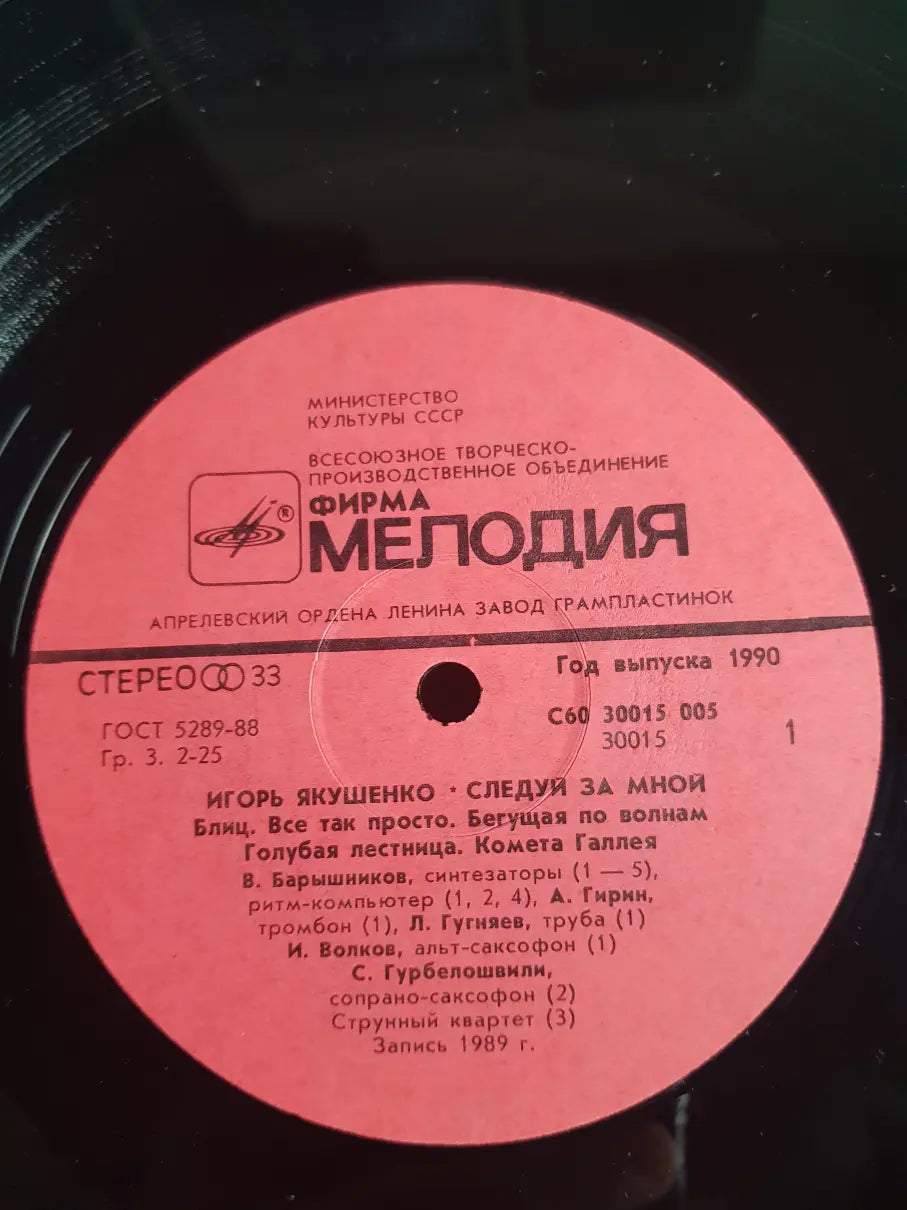 МИНИСТЕРСТВО
КУЛЬТУРЫ СССР
ВСЕСОЮЗНОЕ ТВОРЧЕСКО-
ПРОИЗВОДСТВЕННОЕ ОБЪЕДИНЕНИЕ
ФИРМА
® МЕЛОДИЯ
АПРЕЛЕВСКИЙ ОРДЕНА ЛЕНИНА ЗАВОД ГРАМПЛАСТИНОК
СТЕРЕО 33
Год выпуска 1990
ГОСТ 5289-88
Гр. 3. 2-25
С60 30015 005
30015
1
ИГОРЬ ЯКУШЕНКО • СЛЕДУЙ ЗА МНОЙ
Блиц. Все так просто. Бегущая по волнам
Голубая лестница. Комета Галлея
В. Барышников, синтезаторы (1 — 5),
ритм-компьютер (1, 2, 4), А. Гирин,
тромбон (1), Л. Гугняев, труба (1)
И. Волков, альт-саксофон (1)
С. Гурбелошвили,
сопрано-саксофон (2)
Струнный квартет (3)
Запись 1989 г.